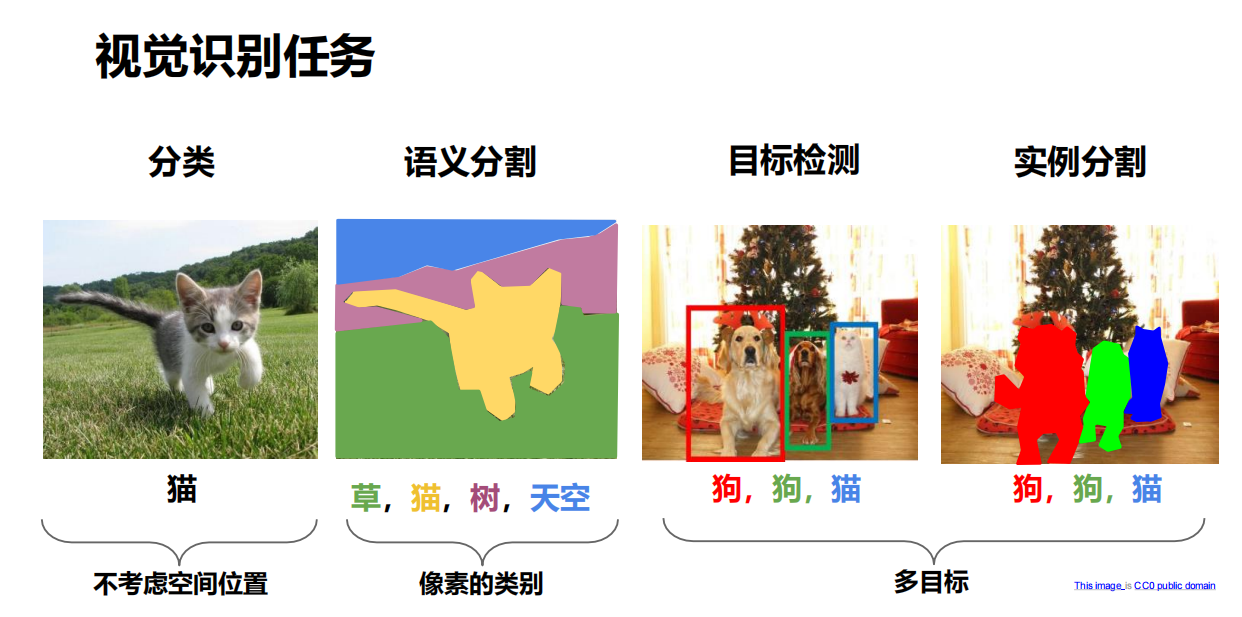 视觉识别任务
分类
语义分割
目标检测
实例分割
猫
草，猫，树，天空
狗，狗，猫
狗，狗，猫
不考虑空间位置
像素的类别
多目标
This image is CC0 public domain